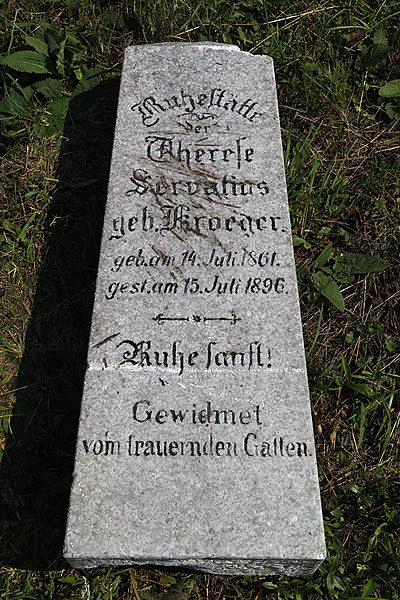 Ruhestätte
der
Therese
Servatius
geb. Kroeger.
geb. am 14. Juli 1861.
gest. am 15. Juli 1896.
Ruhe sanft!
Gewidmet
vom trauernden Gatten.